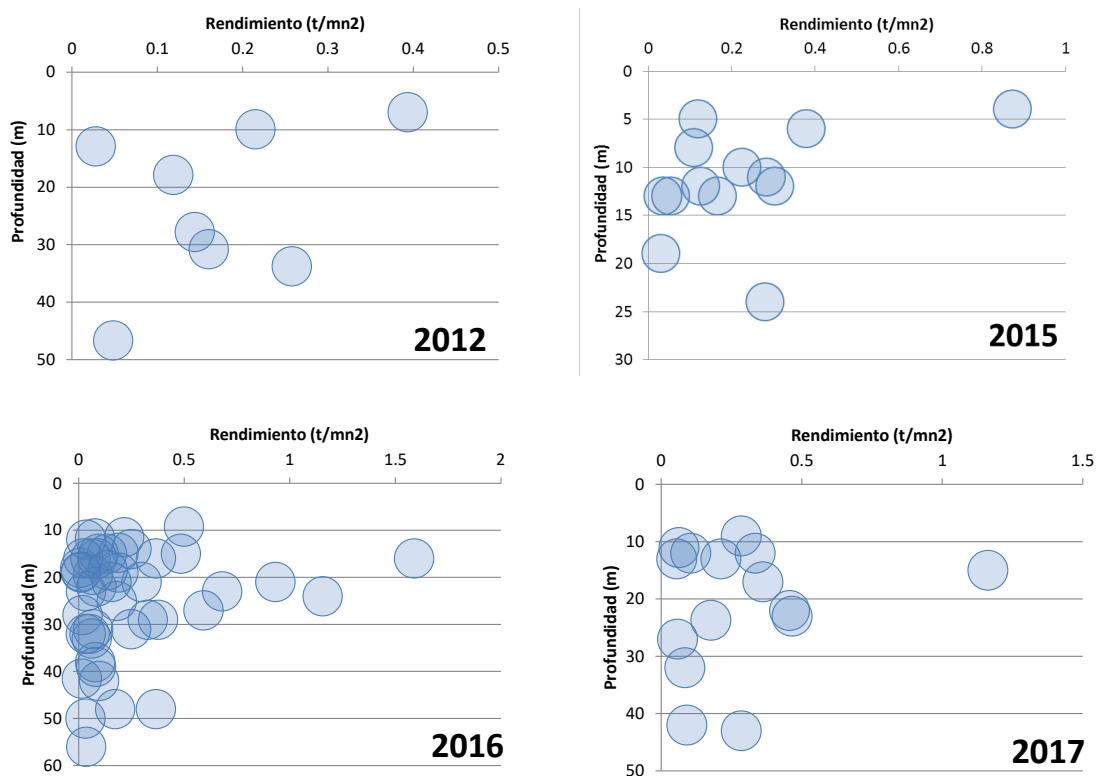 Rendimiento (t/mn2)
0 0.1 0.2 0.3 0.4 0.5
0
10
20
30
40
50
Profundidad (m)
2012
Rendimiento (t/mn2)
0 0.2 0.4 0.6 0.8 1
0
5
10
15
20
25
30
Profundidad (m)
2015
Rendimiento (t/mn2)
0 0.5 1 1.5 2
0
10
20
30
40
50
60
Profundidad (m)
2016
Rendimiento (t/mn2)
0 0.5 1 1.5
0
10
20
30
40
50
Profundidad (m)
2017